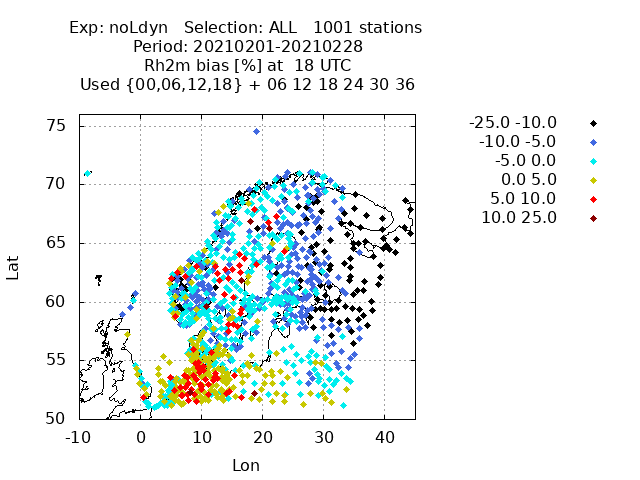 Exp: noLdyn   Selection: ALL   1001 stations
Period: 20210201-20210228
Rh2m bias [%] at  18 UTC
Used {00,06,12,18} + 06 12 18 24 30 36
-25.0 -10.0
-10.0 -5.0
-5.0 0.0
0.0 5.0
5.0 10.0
10.0 25.0
75
70
65
60
55
50
Lat
-10 0 10 20 30 40
Lon